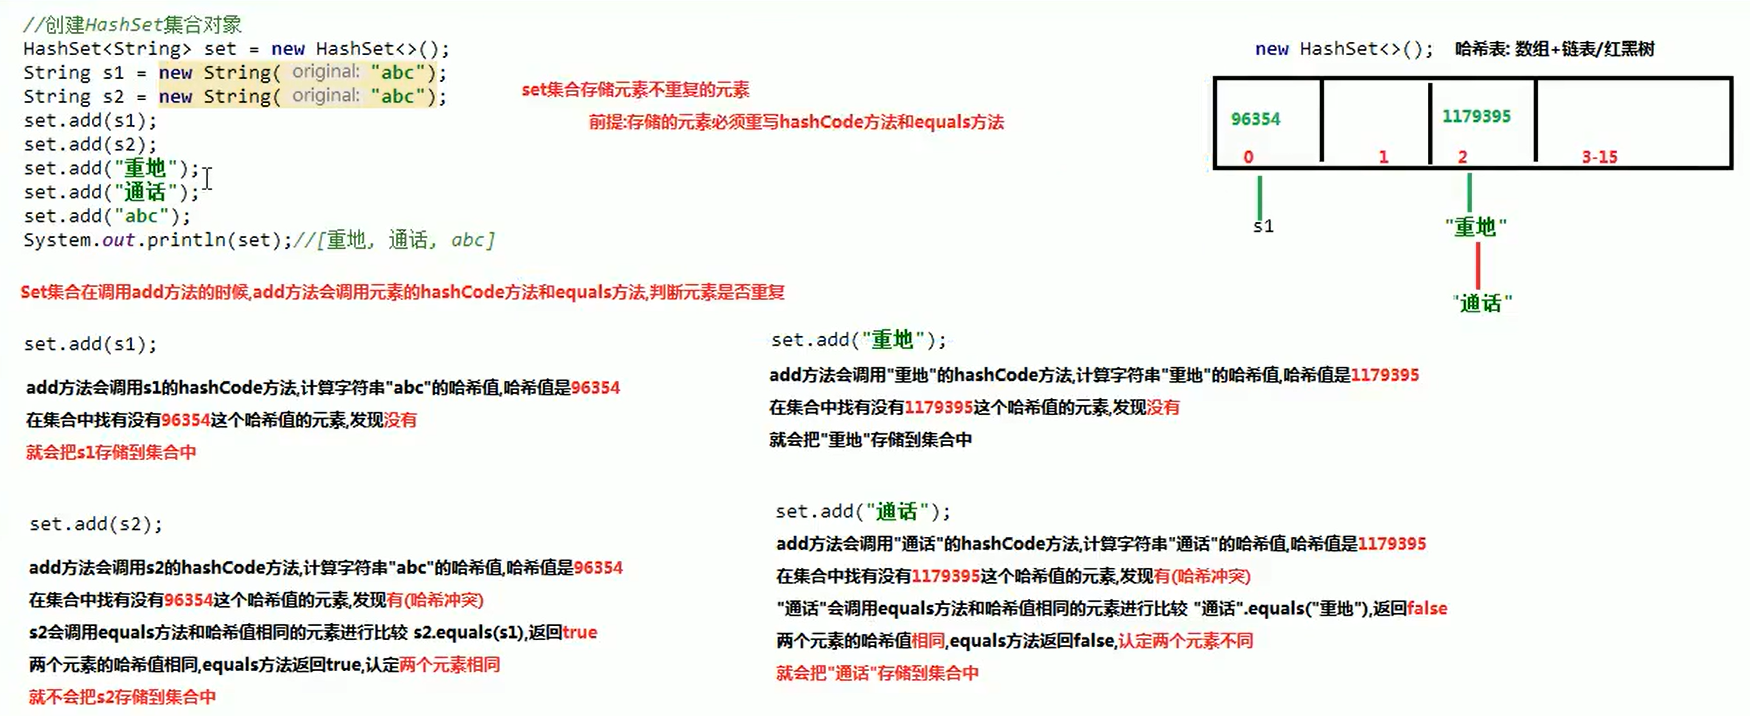 //创建HashSet集合对象
HashSet<String> set = new HashSet<>();
String s1 = new String( original: "abc");
String s2 = new String( original: "abc");
set.add(s1);
set.add(s2);
set.add("重地");
set.add("通话");
set.add("abc");
System.out.println(set);//[重地, 通话, abc]
set集合存储元素不重复的元素
前提:存储的元素必须重写hashCode方法和equals方法
new HashSet<>(); 哈希表: 数组+链表/红黑树
96354 1179395
0 1 2 3-15
s1 "重地"
"通话"
Set集合在调用add方法的时候,add方法会调用元素的hashCode方法和equals方法,判断元素是否重复
set.add(s1);
add方法会调用s1的hashCode方法,计算字符串"abc"的哈希值,哈希值是96354
在集合中找有没有96354这个哈希值的元素,发现没有
就会把s1存储到集合中
set.add(s2);
add方法会调用s2的hashCode方法,计算字符串"abc"的哈希值,哈希值是96354
在集合中找有没有96354这个哈希值的元素,发现有(哈希冲突)
s2会调用equals方法和哈希值相同的元素进行比较 s2.equals(s1),返回true
两个元素的哈希值相同,equals方法返回true,认定两个元素相同
就不会把s2存储到集合中
set.add("重地");
add方法会调用"重地"的hashCode方法,计算字符串"重地"的哈希值,哈希值是1179395
在集合中找有没有1179395这个哈希值的元素,发现没有
就会把"重地"存储到集合中
set.add("通话");
add方法会调用"通话"的hashCode方法,计算字符串"通话"的哈希值,哈希值是1179395
在集合中找有没有1179395这个哈希值的元素,发现有(哈希冲突)
"通话"会调用equals方法和哈希值相同的元素进行比较 "通话".equals("重地"),返回false
两个元素的哈希值相同,equals方法返回false,认定两个元素不同
就会把"通话"存储到集合中